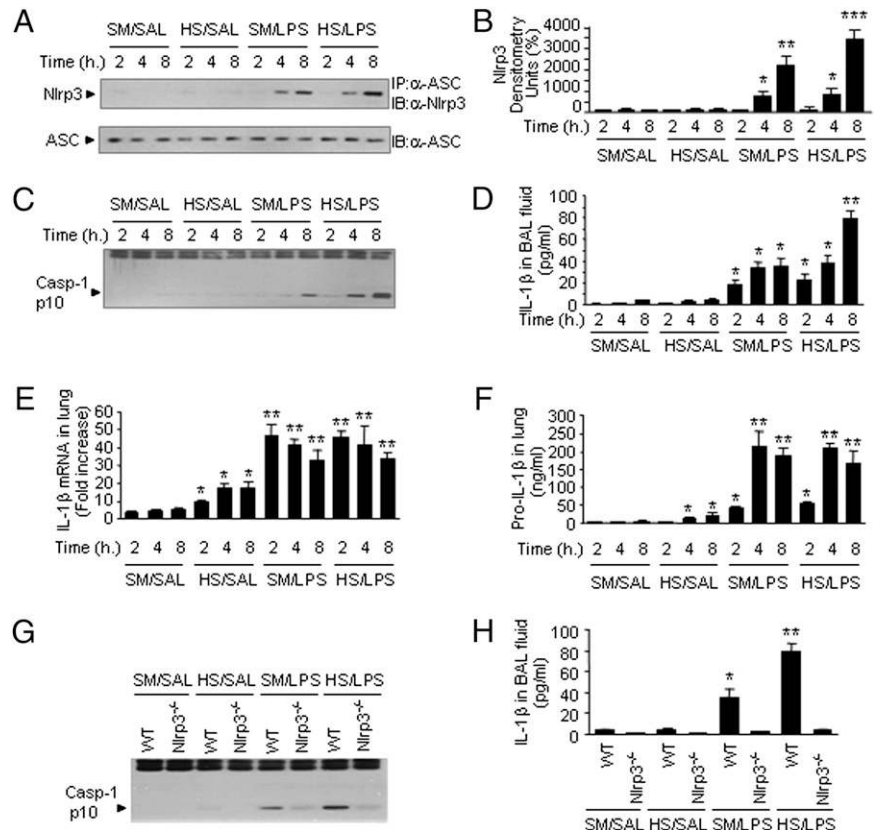 A
SM/SAL HS/SAL SM/LPS HS/LPS
Time (h.) 2 4 8 2 4 8 2 4 8 2 4 8
Nlrp3
IP:α-ASC
IB:α-Nlrp3
ASC
IB:α-ASC
B
Nlrp3
Densitometry
Units (%)
4000
3000
2000
1000
0
* ** * ***
Time (h.) 2 4 8 2 4 8 2 4 8 2 4 8
SM/SAL HS/SAL SM/LPS HS/LPS
C
SM/SAL HS/SAL SM/LPS HS/LPS
Time (h.) 2 4 8 2 4 8 2 4 8 2 4 8
Casp-1
p10
D
IL-1β in BAL fluid
(pg/ml)
100
80
60
40
20
0
* * * * * **
Time (h.) 2 4 8 2 4 8 2 4 8 2 4 8
SM/SAL HS/SAL SM/LPS HS/LPS
E
IL-1β mRNA in lung
(Fold increase)
60
50
40
30
20
10
0
* * * ** ** ** ** ** **
Time (h.) 2 4 8 2 4 8 2 4 8 2 4 8
SM/SAL HS/SAL SM/LPS HS/LPS
F
Pro-IL-1β in lung
(ng/ml)
300
250
200
150
100
50
0
* * * ** ** * ** **
Time (h.) 2 4 8 2 4 8 2 4 8 2 4 8
SM/SAL HS/SAL SM/LPS HS/LPS
G
SM/SAL HS/SAL SM/LPS HS/LPS
WT Nlrp3-/- WT Nlrp3-/- WT Nlrp3-/- WT Nlrp3-/-
Casp-1
p10
H
IL-1β in BAL fluid
(pg/ml)
100
80
60
40
20
0
* **
WT Nlrp3-/- WT Nlrp3-/- WT Nlrp3-/- WT Nlrp3-/-
SM/SAL HS/SAL SM/LPS HS/LPS